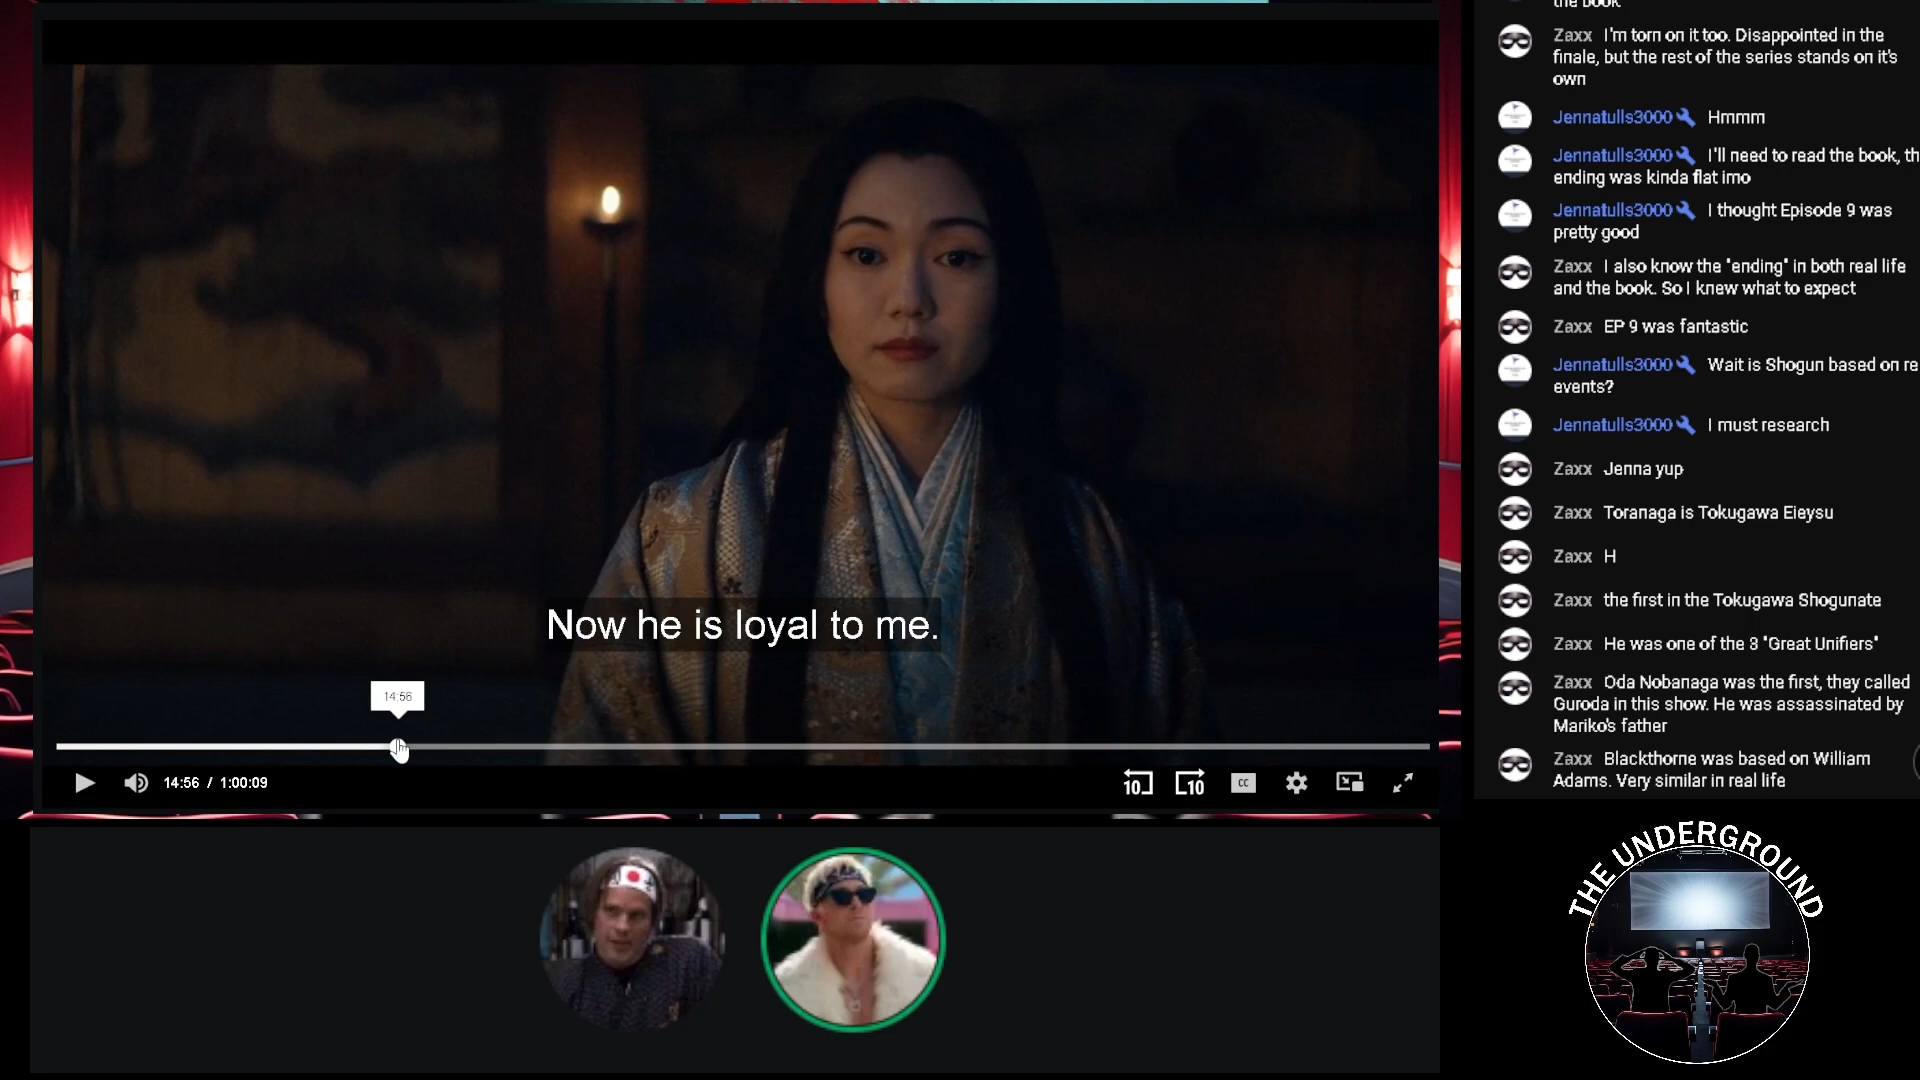 Now he is loyal to me.
14:56
14:56 / 1:00:09
10
10
CC
the book
Zaxx I'm torn on it too. Disappointed in the
finale, but the rest of the series stands on it's
own
Jennatulls3000 Hmmm
Jennatulls3000 I'll need to read the book, th
ending was kinda flat imo
Jennatulls3000 I thought Episode 9 was
pretty good
Zaxx I also know the "ending" in both real life
and the book. So I knew what to expect
Zaxx EP 9 was fantastic
Jennatulls3000 Wait is Shogun based on re
events?
Jennatulls3000 I must research
Zaxx Jenna yup
Zaxx Toranaga is Tokugawa Eieysu
Zaxx H
Zaxx the first in the Tokugawa Shogunate
Zaxx He was one of the 3 "Great Unifiers"
Zaxx Oda Nobanaga was the first, they called
Guroda in this show. He was assassinated by
Mariko's father
Zaxx Blackthorne was based on William
Adams. Very similar in real life
THE UNDERGROUND